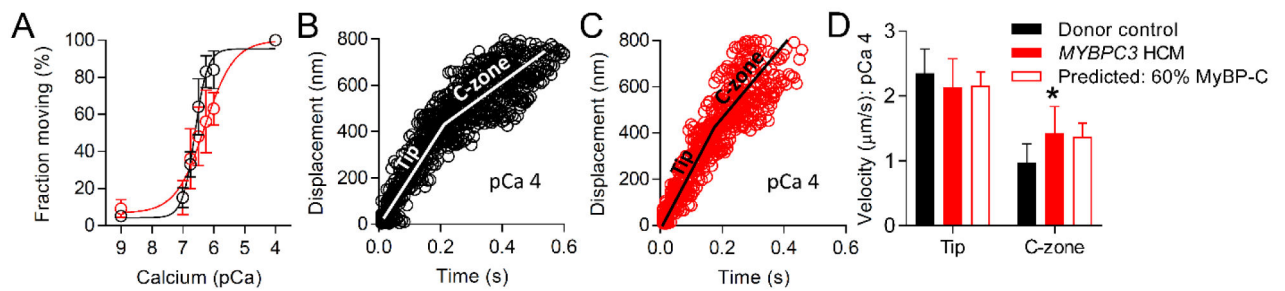 A
Fraction moving (%)
100
80
60
40
20
0
9 8 7 6 5 4
Calcium (pCa)
B
Displacement (nm)
800
600
400
200
0
Tip
C-zone
pCa 4
0.0 0.2 0.4 0.6
Time (s)
C
Displacement (nm)
800
600
400
200
0
Tip
C-zone
pCa 4
0.0 0.2 0.4 0.6
Time (s)
D
Velocity (µm/s): pCa 4
3
2
1
0
Donor control
MYBPC3 HCM
Predicted: 60% MyBP-C
*
Tip C-zone